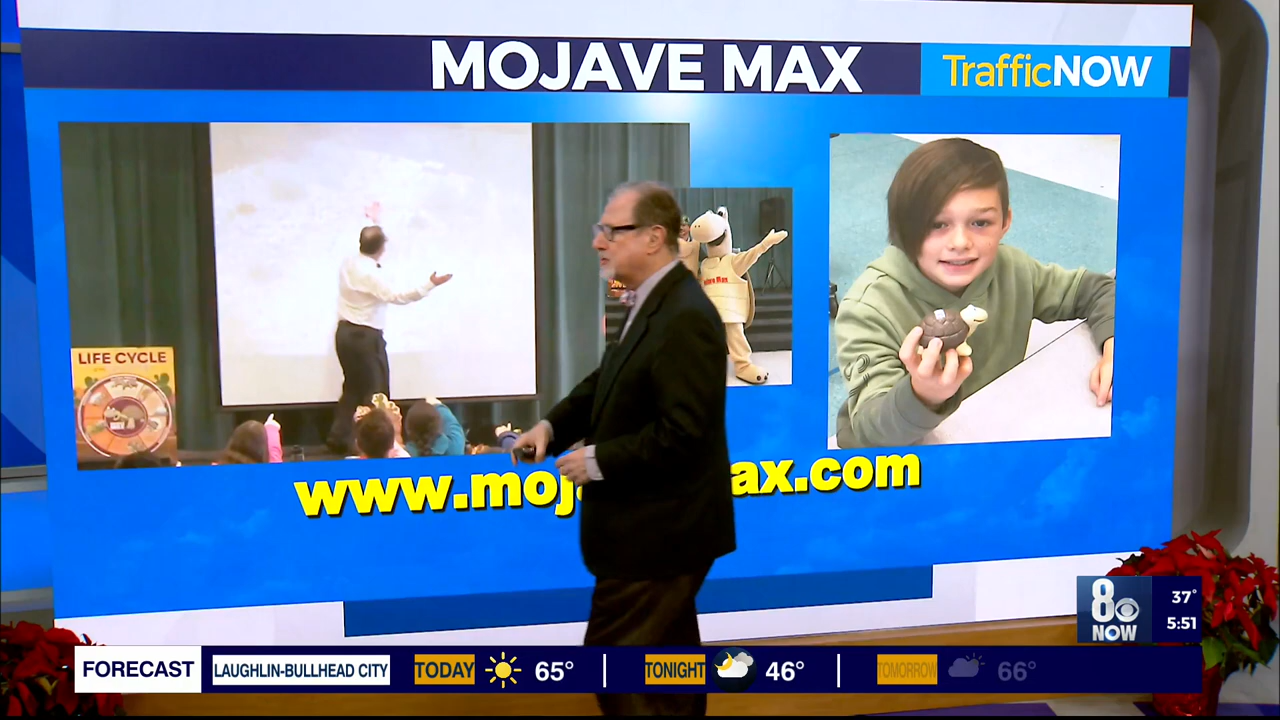 MOJAVE MAX
TrafficNOW
LIFE CYCLE
www.moj ax.com
8
NOW
37°
5:51
FORECAST
LAUGHLIN-BULLHEAD CITY
TODAY
65°
TONIGHT
46°
TOMORROW
66°